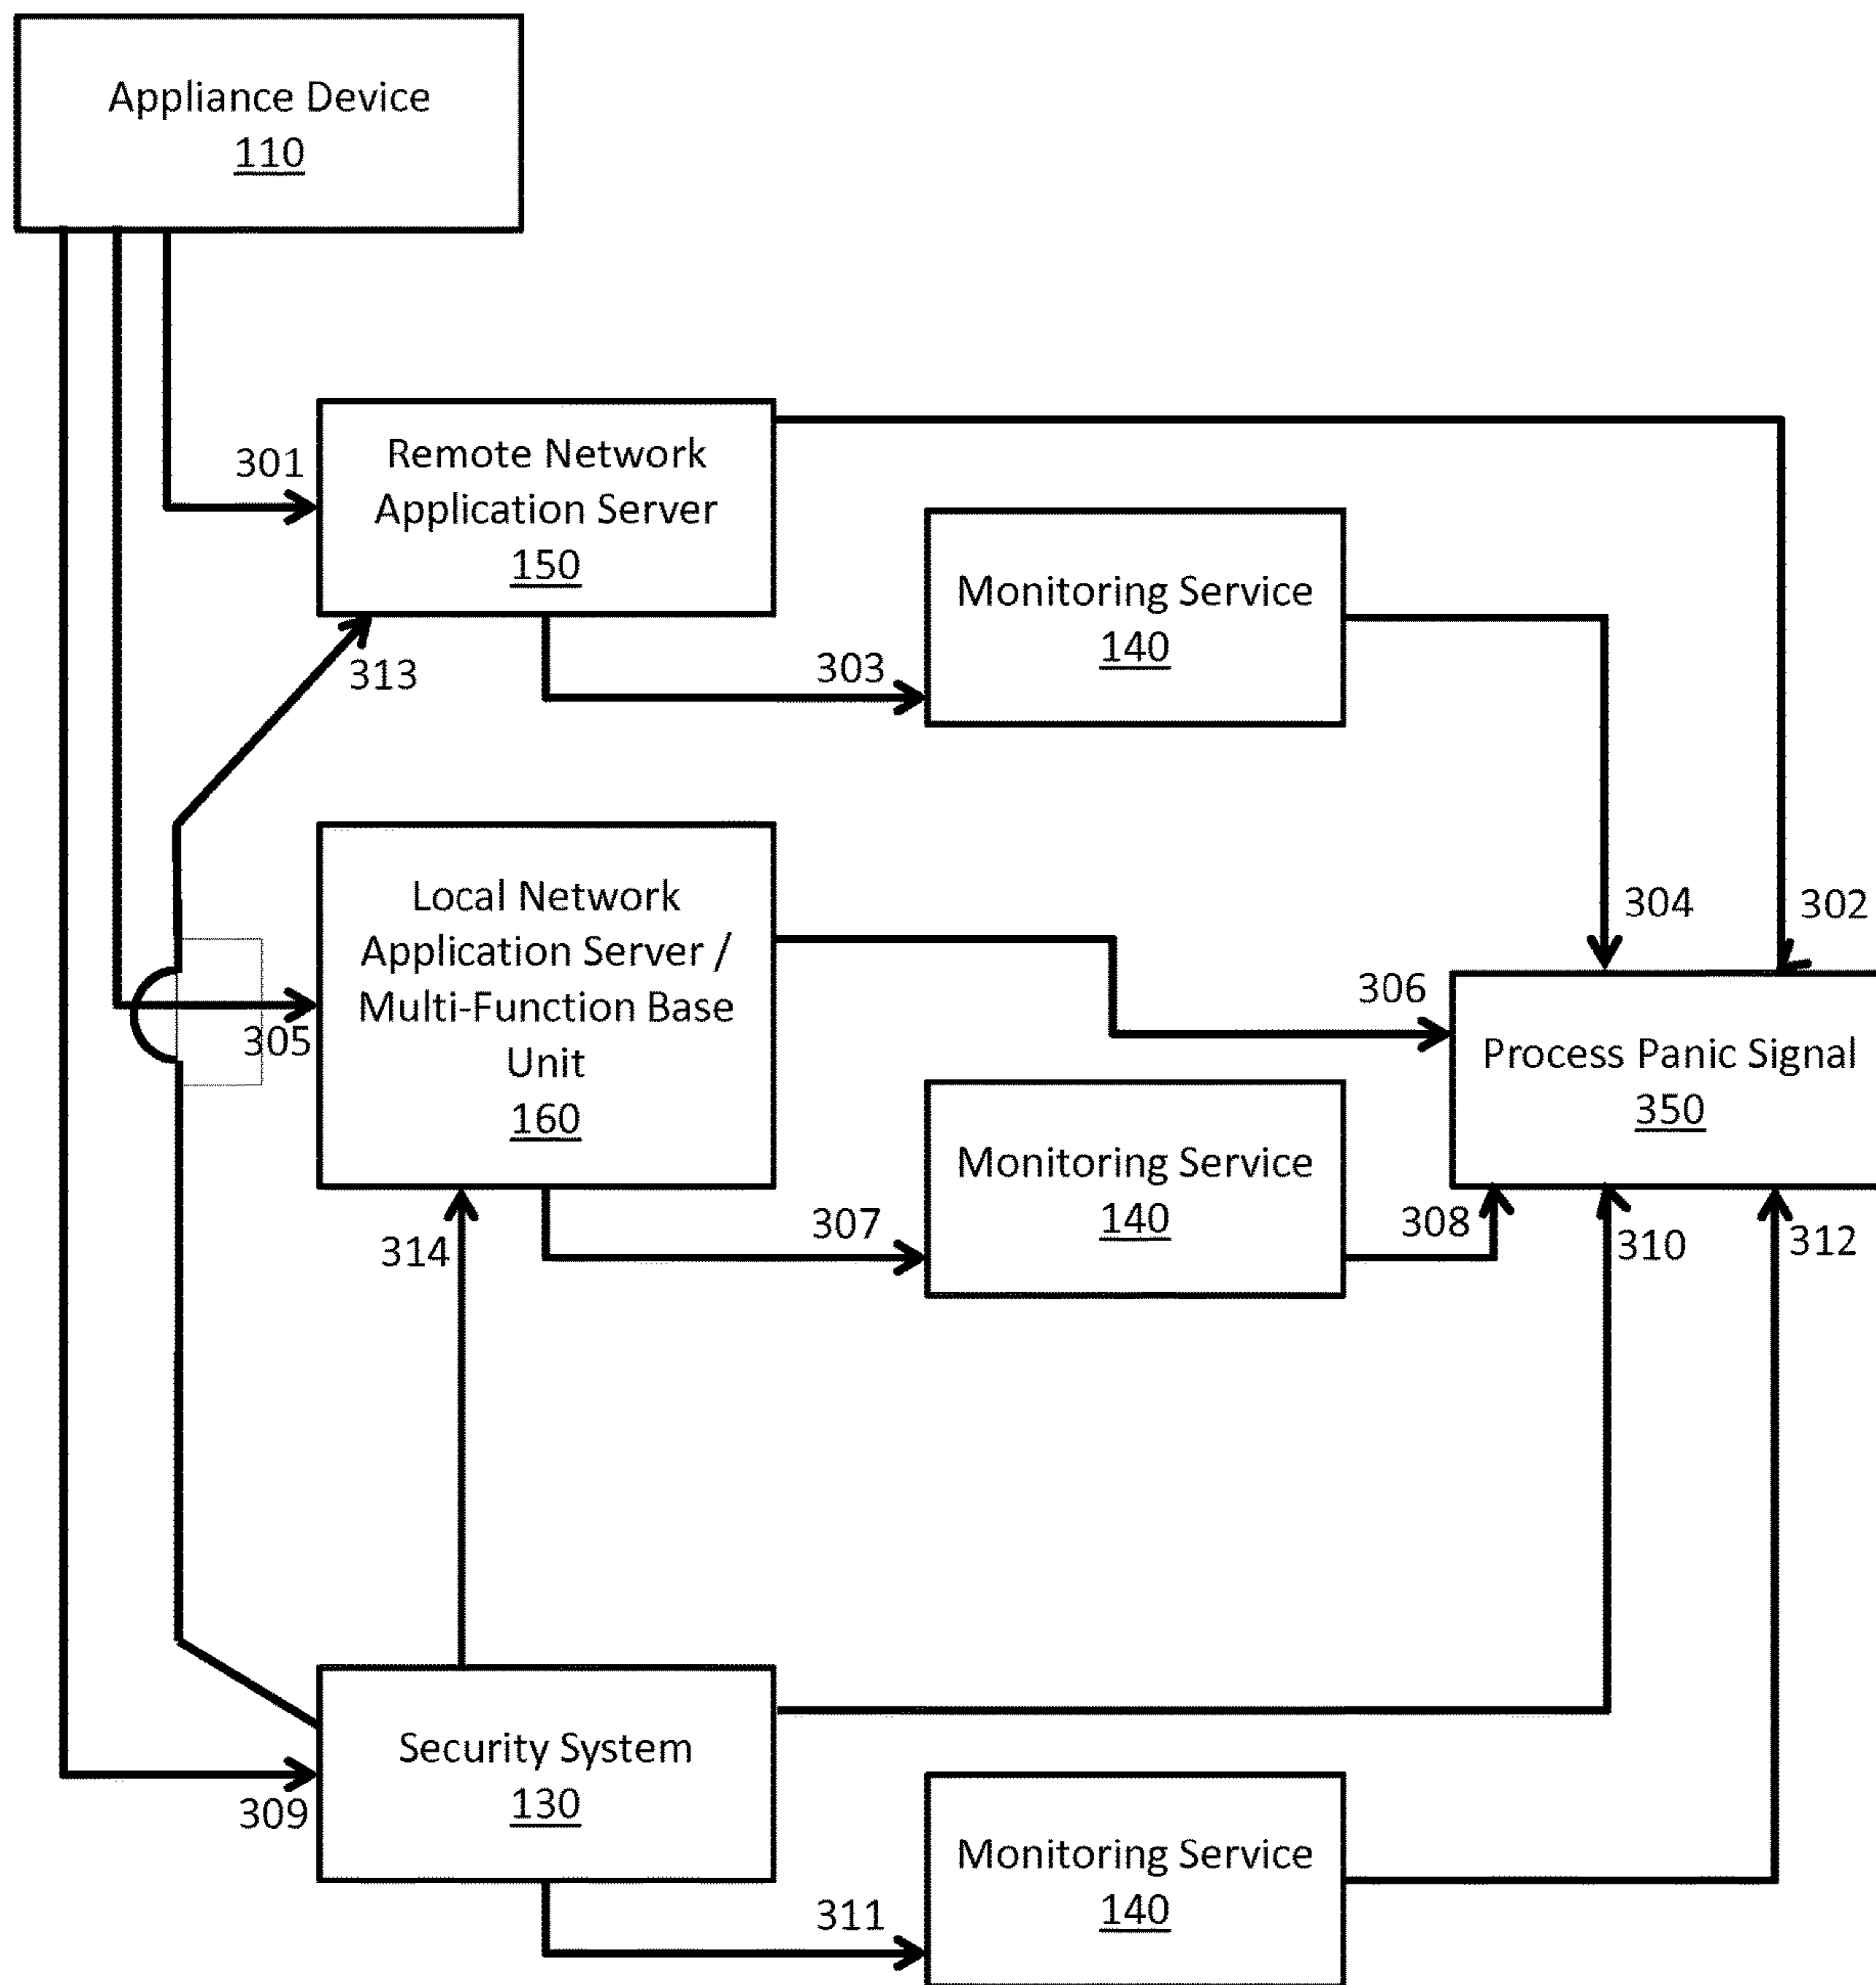 Appliance Device
110
301
Remote Network
Application Server
150
313
303
Monitoring Service
140
304
302
305
Local Network
Application Server /
Multi-Function Base
Unit
160
306
Process Panic Signal
350
314
307
Monitoring Service
140
308
310
312
309
Security System
130
311
Monitoring Service
140